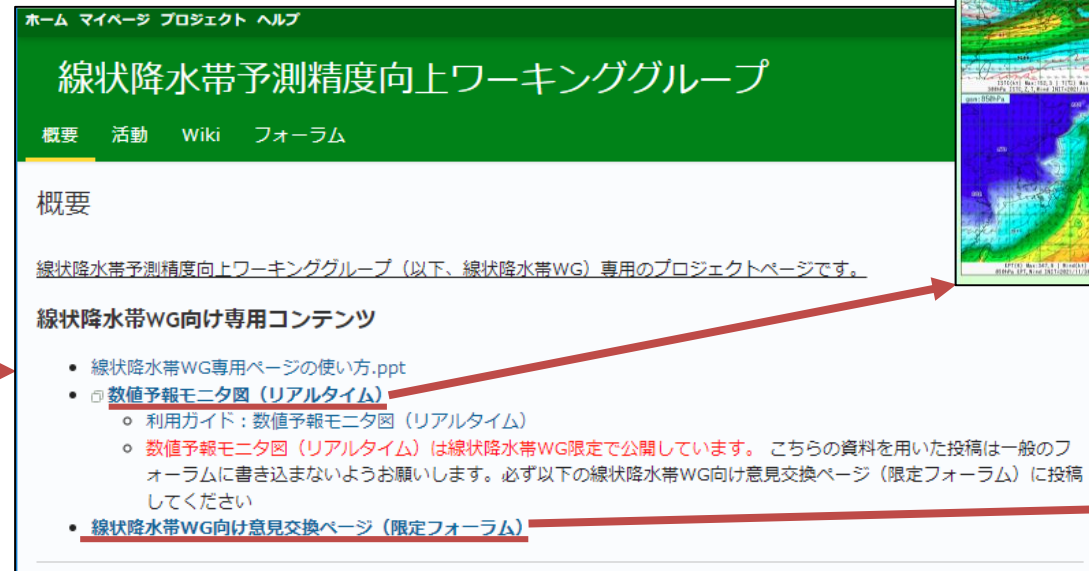 ホーム マイページ プロジェクト ヘルプ
線状降水帯予測精度向上ワーキンググループ
概要 活動 Wiki フォーラム
概要
線状降水帯予測精度向上ワーキンググループ（以下、線状降水帯WG）専用のプロジェクトページです。
線状降水帯WG向け専用コンテンツ
線状降水帯WG専用ページの使い方.ppt
数値予報モニタ図（リアルタイム）
利用ガイド：数値予報モニタ図（リアルタイム）
数値予報モニタ図（リアルタイム）は線状降水帯WG限定で公開しています。 こちらの資料を用いた投稿は一般のフ
ォーラムに書き込まないようお願いします。必ず以下の線状降水帯WG向け意見交換ページ（限定フォーラム）に投稿
してください
線状降水帯WG向け意見交換ページ（限定フォーラム）